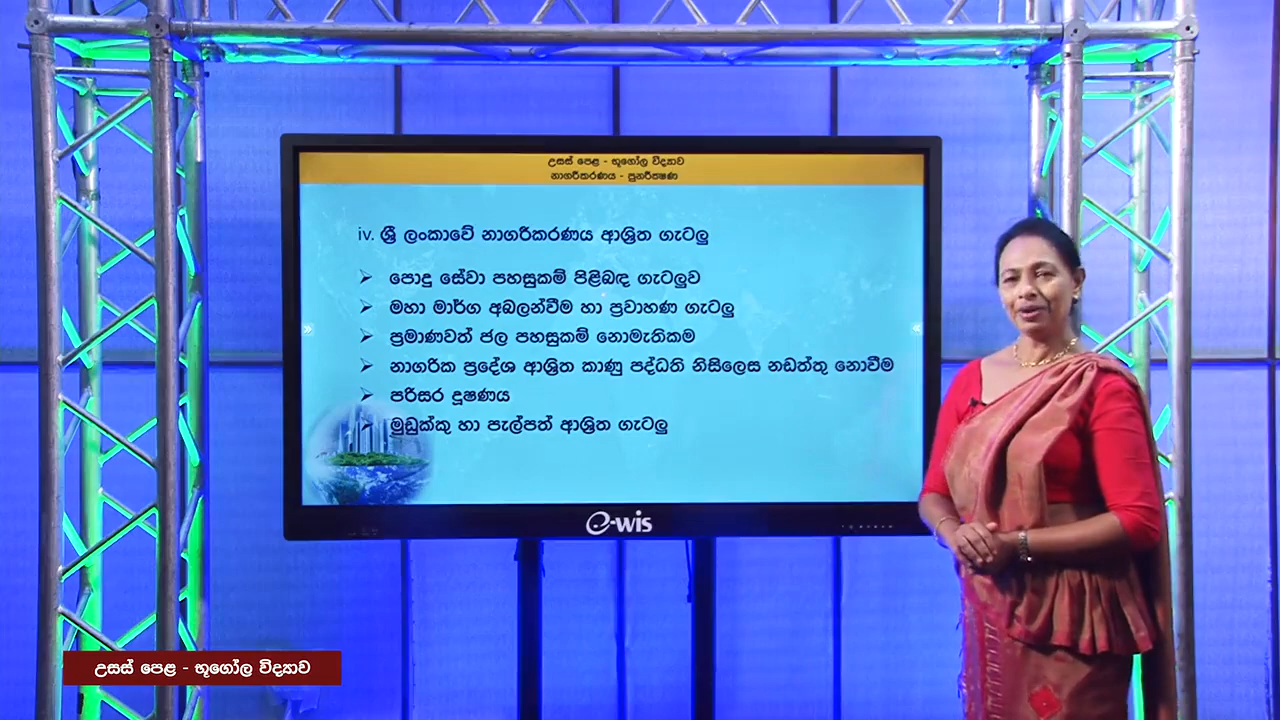 උසස් පෙළ - භූගෝල විද්‍යාව
නාගරීකරණය - පුනරීක්ෂණ
iv. ශ්‍රී ලංකාවේ නාගරීකරණය ආශ්‍රිත ගැටලු
➢ පොදු සේවා පහසුකම් පිළිබඳ ගැටලුව
➢ මහා මාර්ග අබලන්වීම හා ප්‍රවාහණ ගැටලු
➢ ප්‍රමාණවත් ජල පහසුකම් නොමැතිකම
➢ නාගරික ප්‍රදේශ ආශ්‍රිත කාණු පද්ධති නිසිලෙස නඩත්තු නොවීම
➢ පරිසර දූෂණය
➢ මුඩුක්කු හා පැල්පත් ආශ්‍රිත ගැටලු
e-wis
උසස් පෙළ - භූගෝල විද්‍යාව